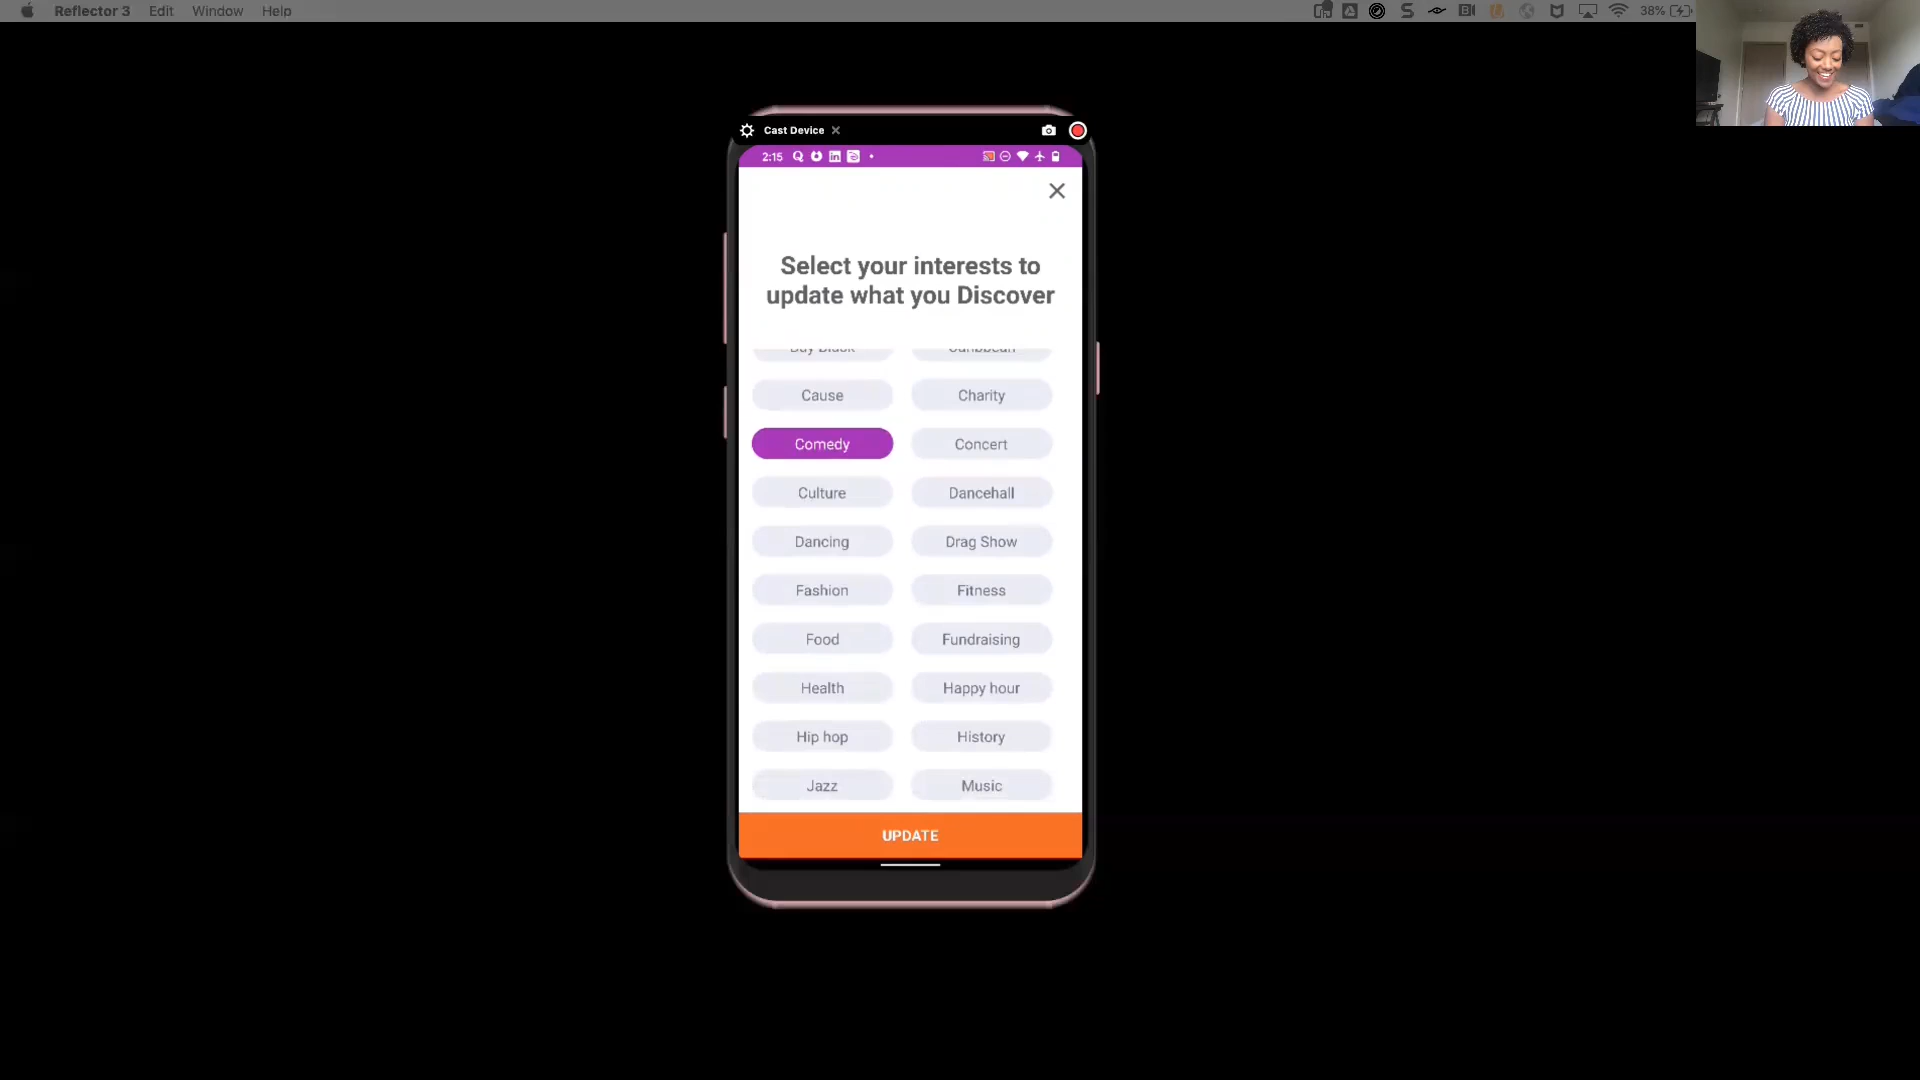 Reflector 3 Edit Window Help
38%
Cast Device
2:15
Select your interests to
update what you Discover
Cause Charity
Comedy Concert
Culture Dancehall
Dancing Drag Show
Fashion Fitness
Food Fundraising
Health Happy hour
Hip hop History
Jazz Music
UPDATE